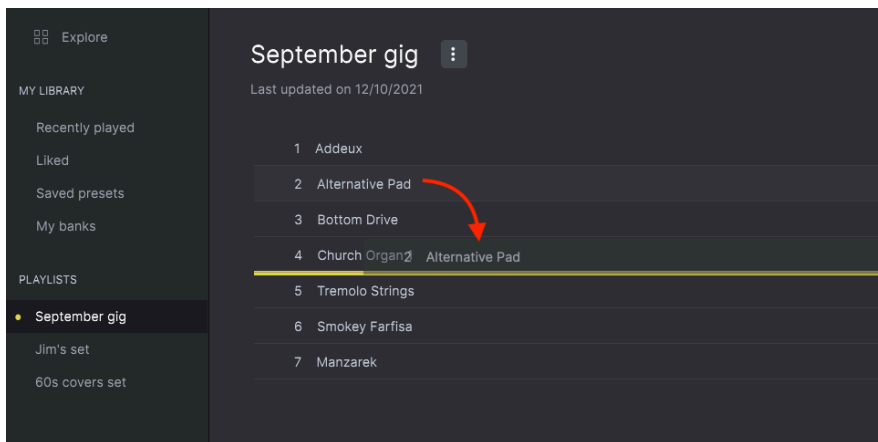 Explore
MY LIBRARY
Recently played
Liked
Saved presets
My banks
PLAYLISTS
September gig
Jim's set
60s covers set
September gig
Last updated on 12/10/2021
1 Addeux
2 Alternative Pad
3 Bottom Drive
4 Church Organ 2 Alternative Pad
5 Tremolo Strings
6 Smokey Farfisa
7 Manzarek